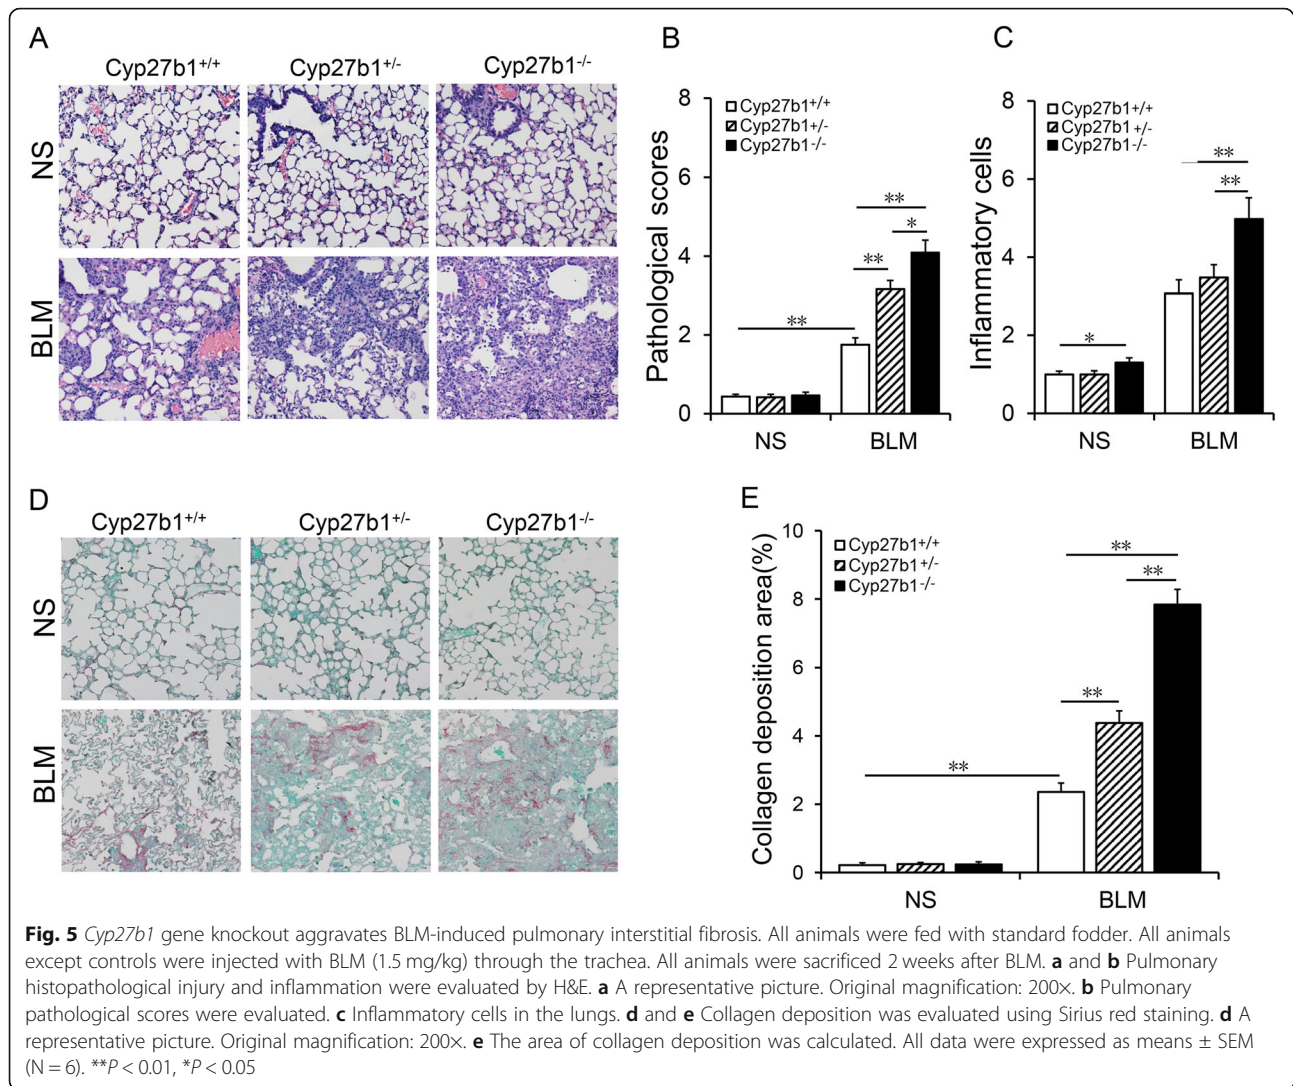 A
Cyp27b1+/+ Cyp27b1+/- Cyp27b1-/-
NS
BLM
B
Pathological scores
8
6
4
2
0
Cyp27b1+/+
Cyp27b1+/-
Cyp27b1-/-
**
*
**
**
NS BLM
C
Inflammatory cells
8
6
4
2
0
Cyp27b1+/+
Cyp27b1+/-
Cyp27b1-/-
**
**
*
NS BLM
D
Cyp27b1+/+ Cyp27b1+/- Cyp27b1-/-
NS
BLM
E
Collagen deposition area(%)
10
8
6
4
2
0
Cyp27b1+/+
Cyp27b1+/-
Cyp27b1-/-
**
**
**
**
NS BLM
Fig. 5 Cyp27b1 gene knockout aggravates BLM-induced pulmonary interstitial fibrosis. All animals were fed with standard fodder. All animals
except controls were injected with BLM (1.5 mg/kg) through the trachea. All animals were sacrificed 2 weeks after BLM. a and b Pulmonary
histopathological injury and inflammation were evaluated by H&E. a A representative picture. Original magnification: 200×. b Pulmonary
pathological scores were evaluated. c Inflammatory cells in the lungs. d and e Collagen deposition was evaluated using Sirius red staining. d A
representative picture. Original magnification: 200×. e The area of collagen deposition was calculated. All data were expressed as means ± SEM
(N = 6). **P < 0.01, *P < 0.05